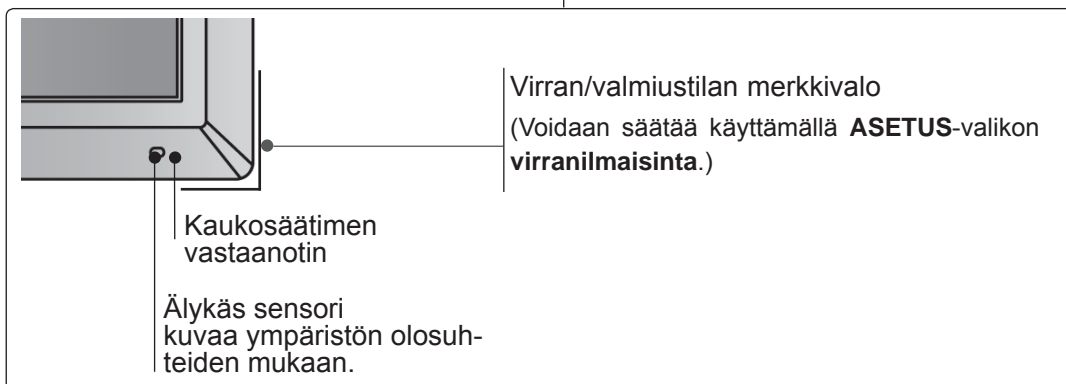 Virran/valmiustilan merkkivalo
(Voidaan säätää käyttämällä ASETUS-valikon
virranilmaisinta.)
Kaukosäätimen
vastaanotin
Älykäs sensori
kuvaa ympäristön olosuh-
teiden mukaan.